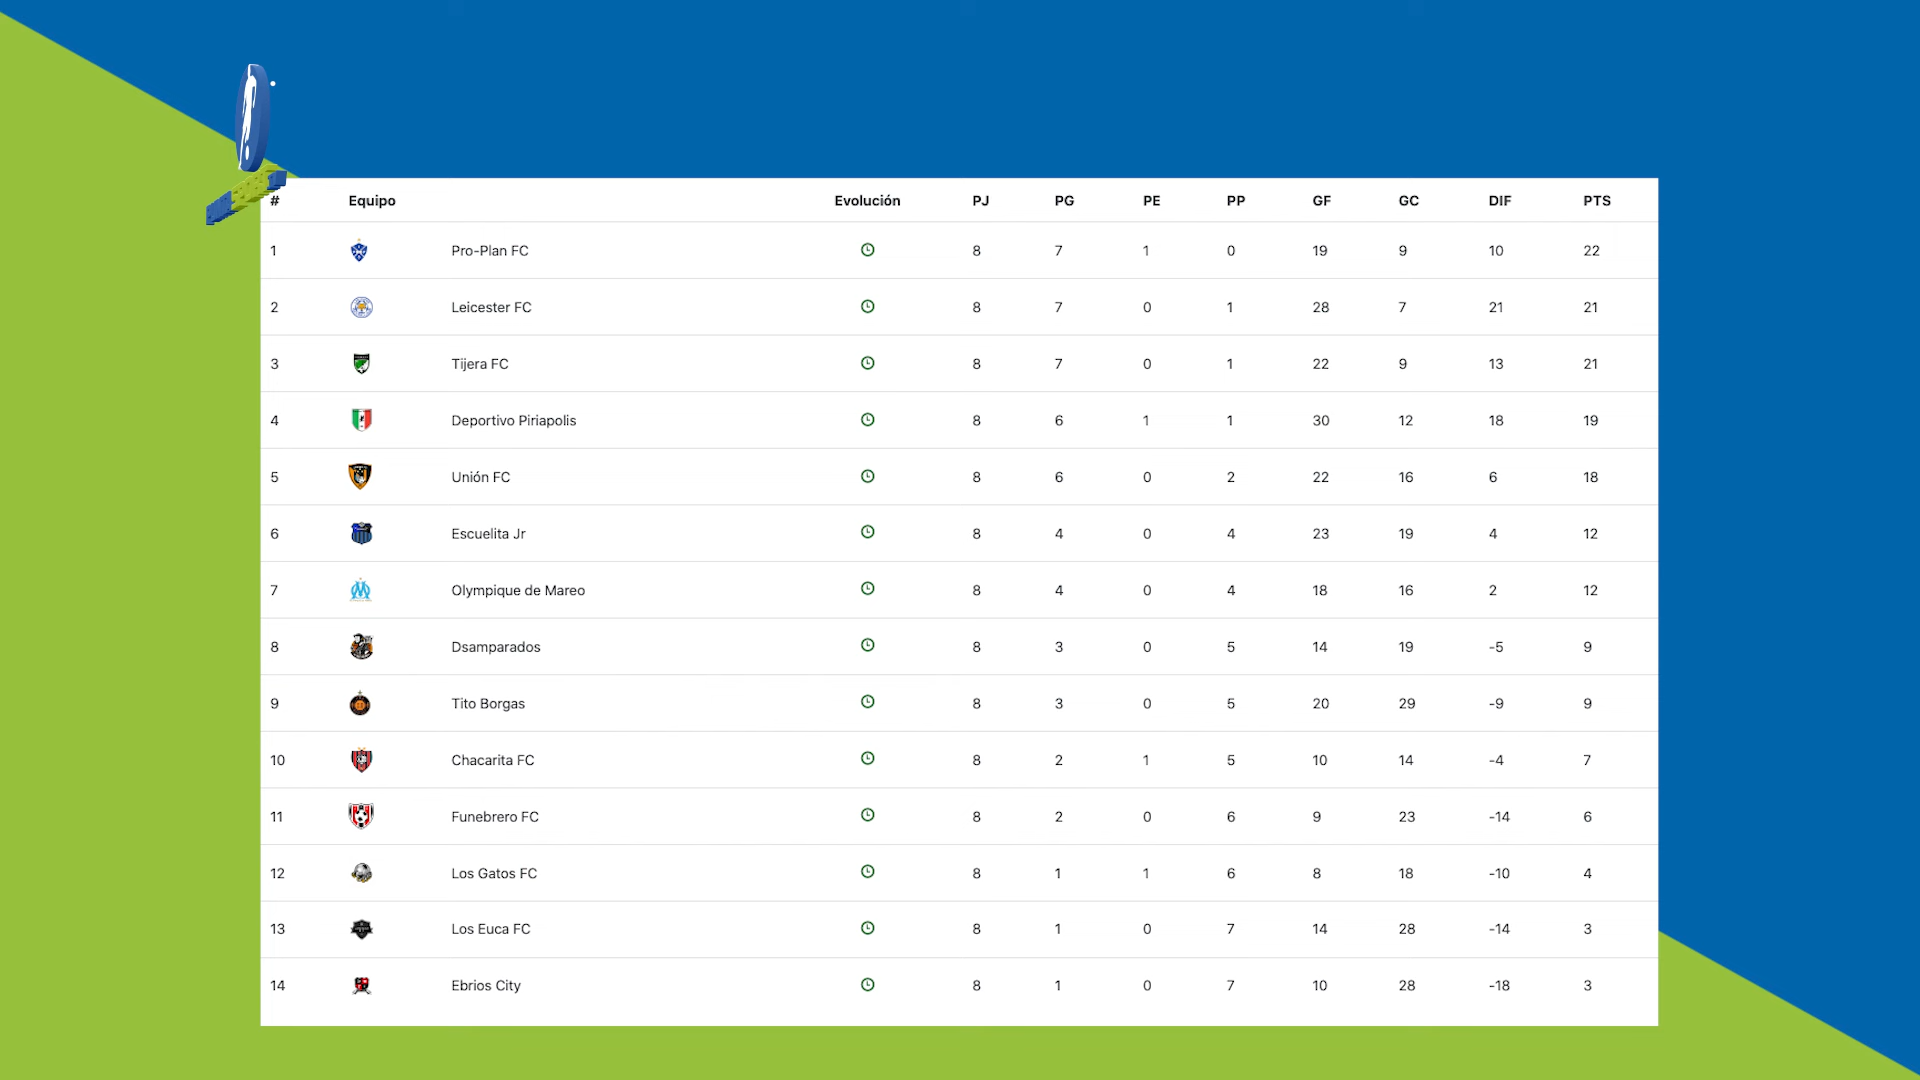 # Equipo Evolución PJ PG PE PP GF GC DIF PTS
1 Pro-Plan FC 8 7 1 0 19 9 10 22
2 Leicester FC 8 7 0 1 28 7 21 21
3 Tijera FC 8 7 0 1 22 9 13 21
4 Deportivo Piriapolis 8 6 1 1 30 12 18 19
5 Unión FC 8 6 0 2 22 16 6 18
6 Escuelita Jr 8 4 0 4 23 19 4 12
7 Olympique de Mareo 8 4 0 4 18 16 2 12
8 Dsamparados 8 3 0 5 14 19 -5 9
9 Tito Borgas 8 3 0 5 20 29 -9 9
10 Chacarita FC 8 2 1 5 10 14 -4 7
11 Funebrero FC 8 2 0 6 9 23 -14 6
12 Los Gatos FC 8 1 1 6 8 18 -10 4
13 Los Euca FC 8 1 0 7 14 28 -14 3
14 Ebrios City 8 1 0 7 10 28 -18 3